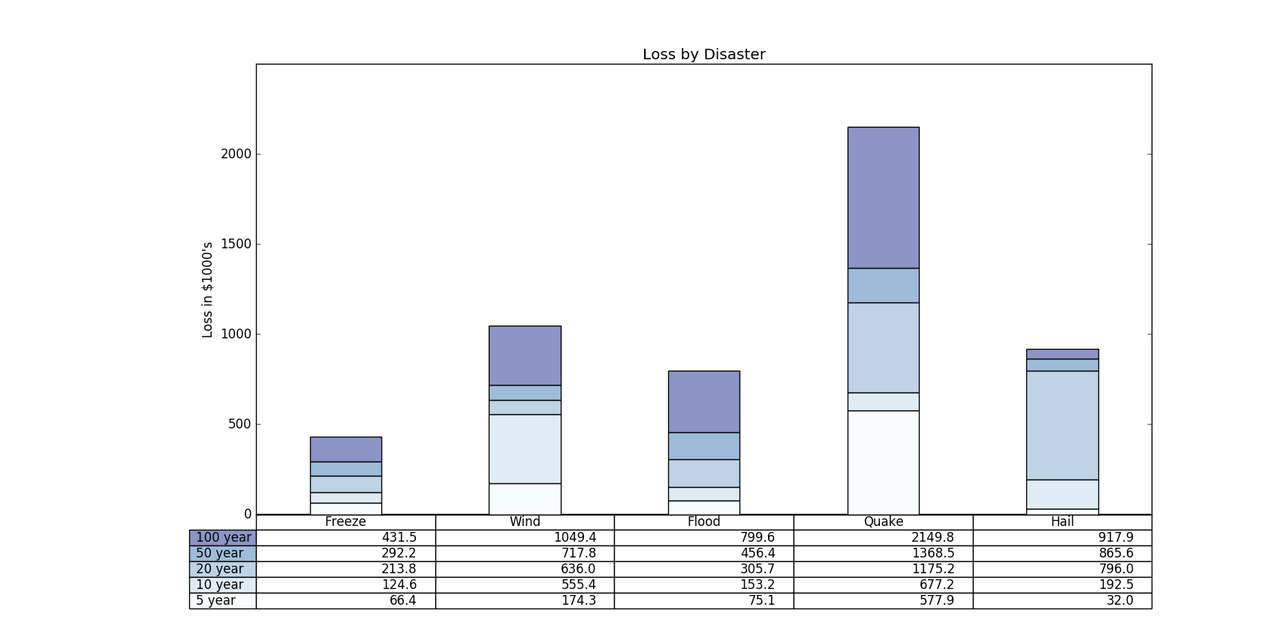 Loss by Disaster
2000
1500
1000
500
0
Loss in $1000's
Freeze Wind Flood Quake Hail
100 year 431.5 1049.4 799.6 2149.8 917.9
50 year 292.2 717.8 456.4 1368.5 865.6
20 year 213.8 636.0 305.7 1175.2 796.0
10 year 124.6 555.4 153.2 677.2 192.5
5 year 66.4 174.3 75.1 577.9 32.0